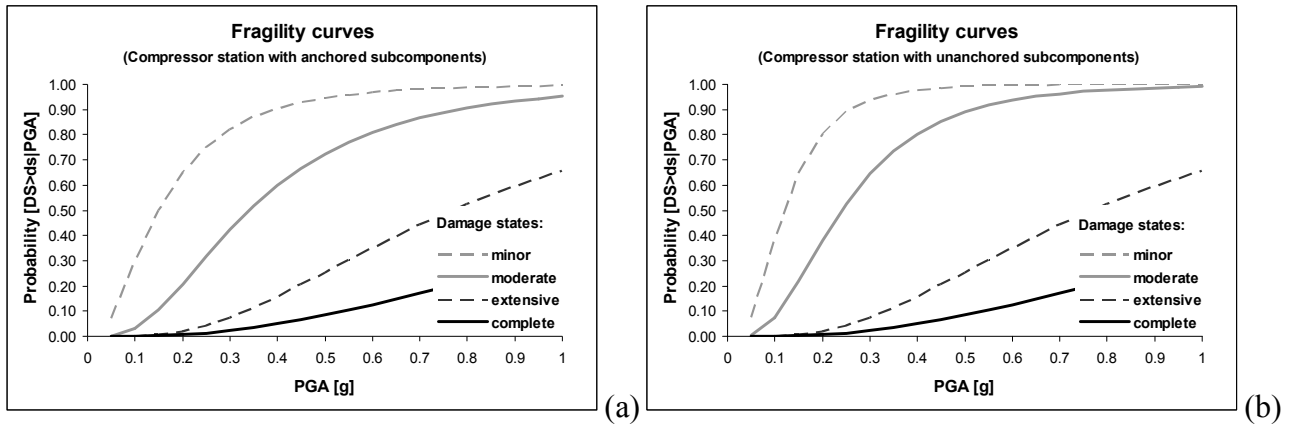 Fragility curves
(Compressor station with anchored subcomponents)
Probability [DS>ds|PGA]
1.00
0.90
0.80
0.70
0.60
0.50
0.40
0.30
0.20
0.10
0.00
Damage states:
minor
moderate
extensive
complete
0 0.1 0.2 0.3 0.4 0.5 0.6 0.7 0.8 0.9 1
PGA [g]
(a)
Fragility curves
(Compressor station with unanchored subcomponents)
Probability [DS>ds|PGA]
1.00
0.90
0.80
0.70
0.60
0.50
0.40
0.30
0.20
0.10
0.00
Damage states:
minor
moderate
extensive
complete
0 0.1 0.2 0.3 0.4 0.5 0.6 0.7 0.8 0.9 1
PGA [g]
(b)